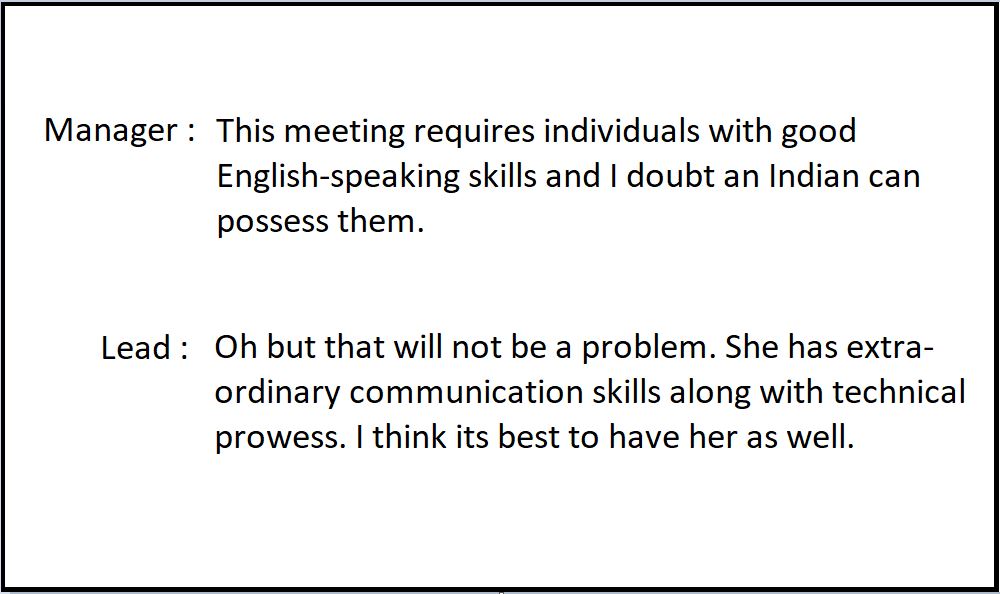 Manager : This meeting requires individuals with good
English-speaking skills and I doubt an Indian can
possess them.
Lead : Oh but that will not be a problem. She has extra-
ordinary communication skills along with technical
prowess. I think its best to have her as well.